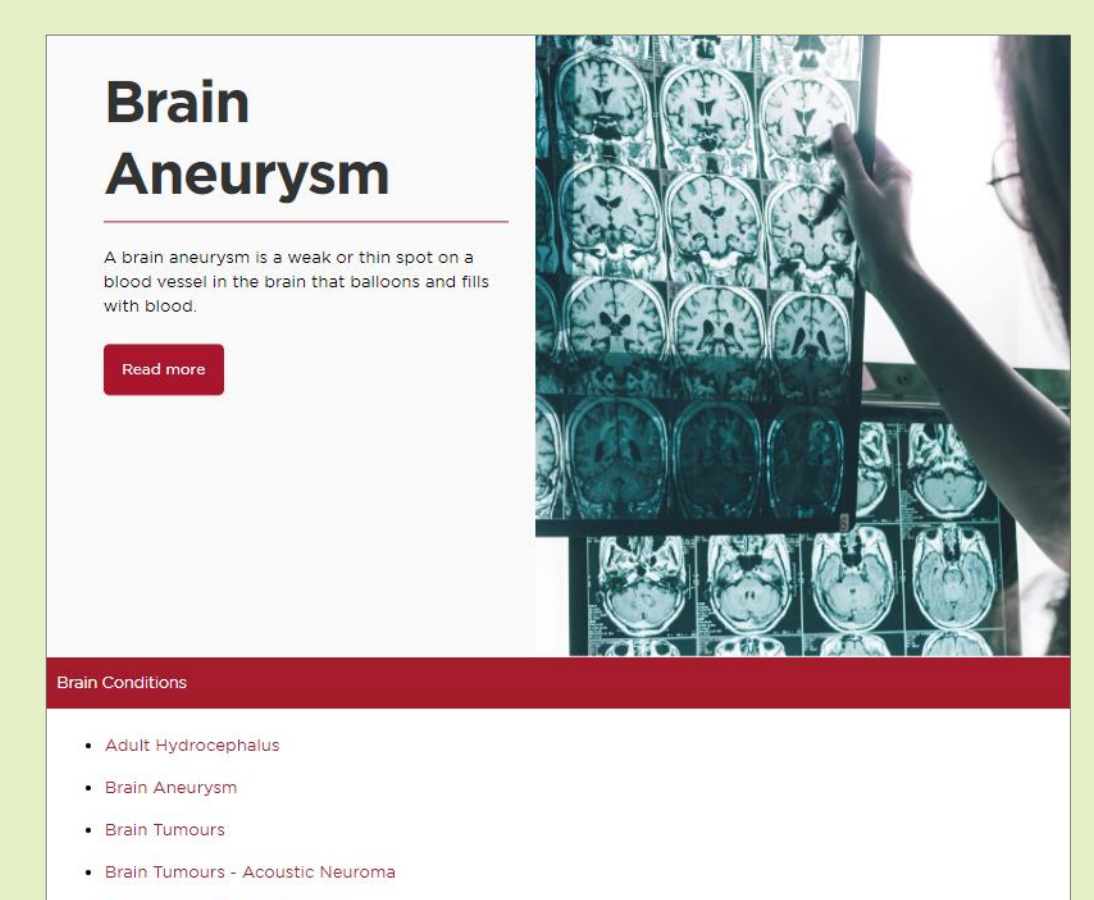 Brain
Aneurysm
A brain aneurysm is a weak or thin spot on a
blood vessel in the brain that balloons and fills
with blood.
Read more
Brain Conditions
Adult Hydrocephalus
Brain Aneurysm
Brain Tumours
Brain Tumours - Acoustic Neuroma